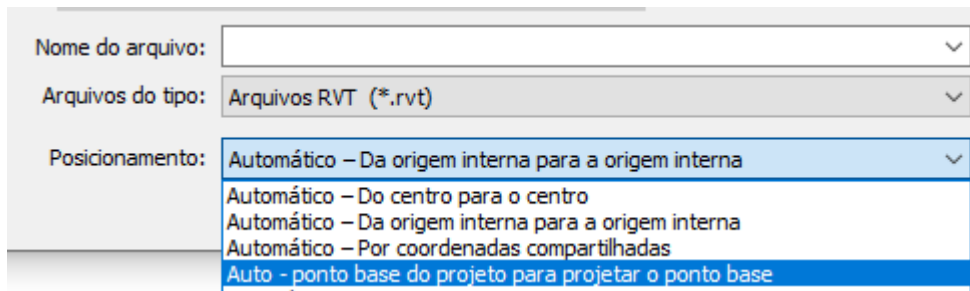 Nome do arquivo:
Arquivos do tipo: Arquivos RVT (*.rvt)
Posicionamento: Automático – Da origem interna para a origem interna
Automático – Do centro para o centro
Automático – Da origem interna para a origem interna
Automático – Por coordenadas compartilhadas
Auto - ponto base do projeto para projetar o ponto base